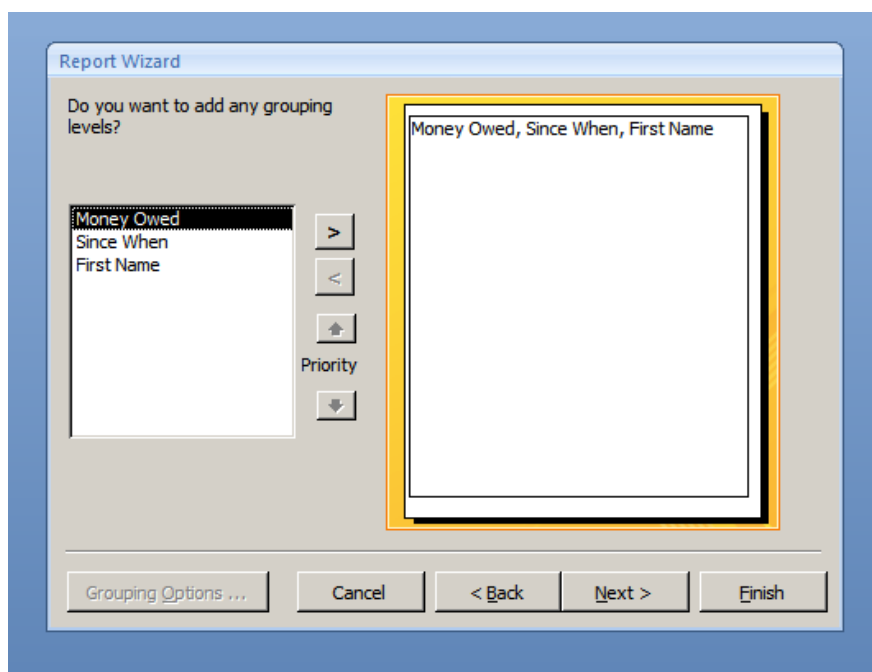 Report Wizard
Do you want to add any grouping
levels?
Money Owed
Since When
First Name
>
<
Priority
Money Owed, Since When, First Name
Grouping Options ...
Cancel
< Back
Next >
Finish